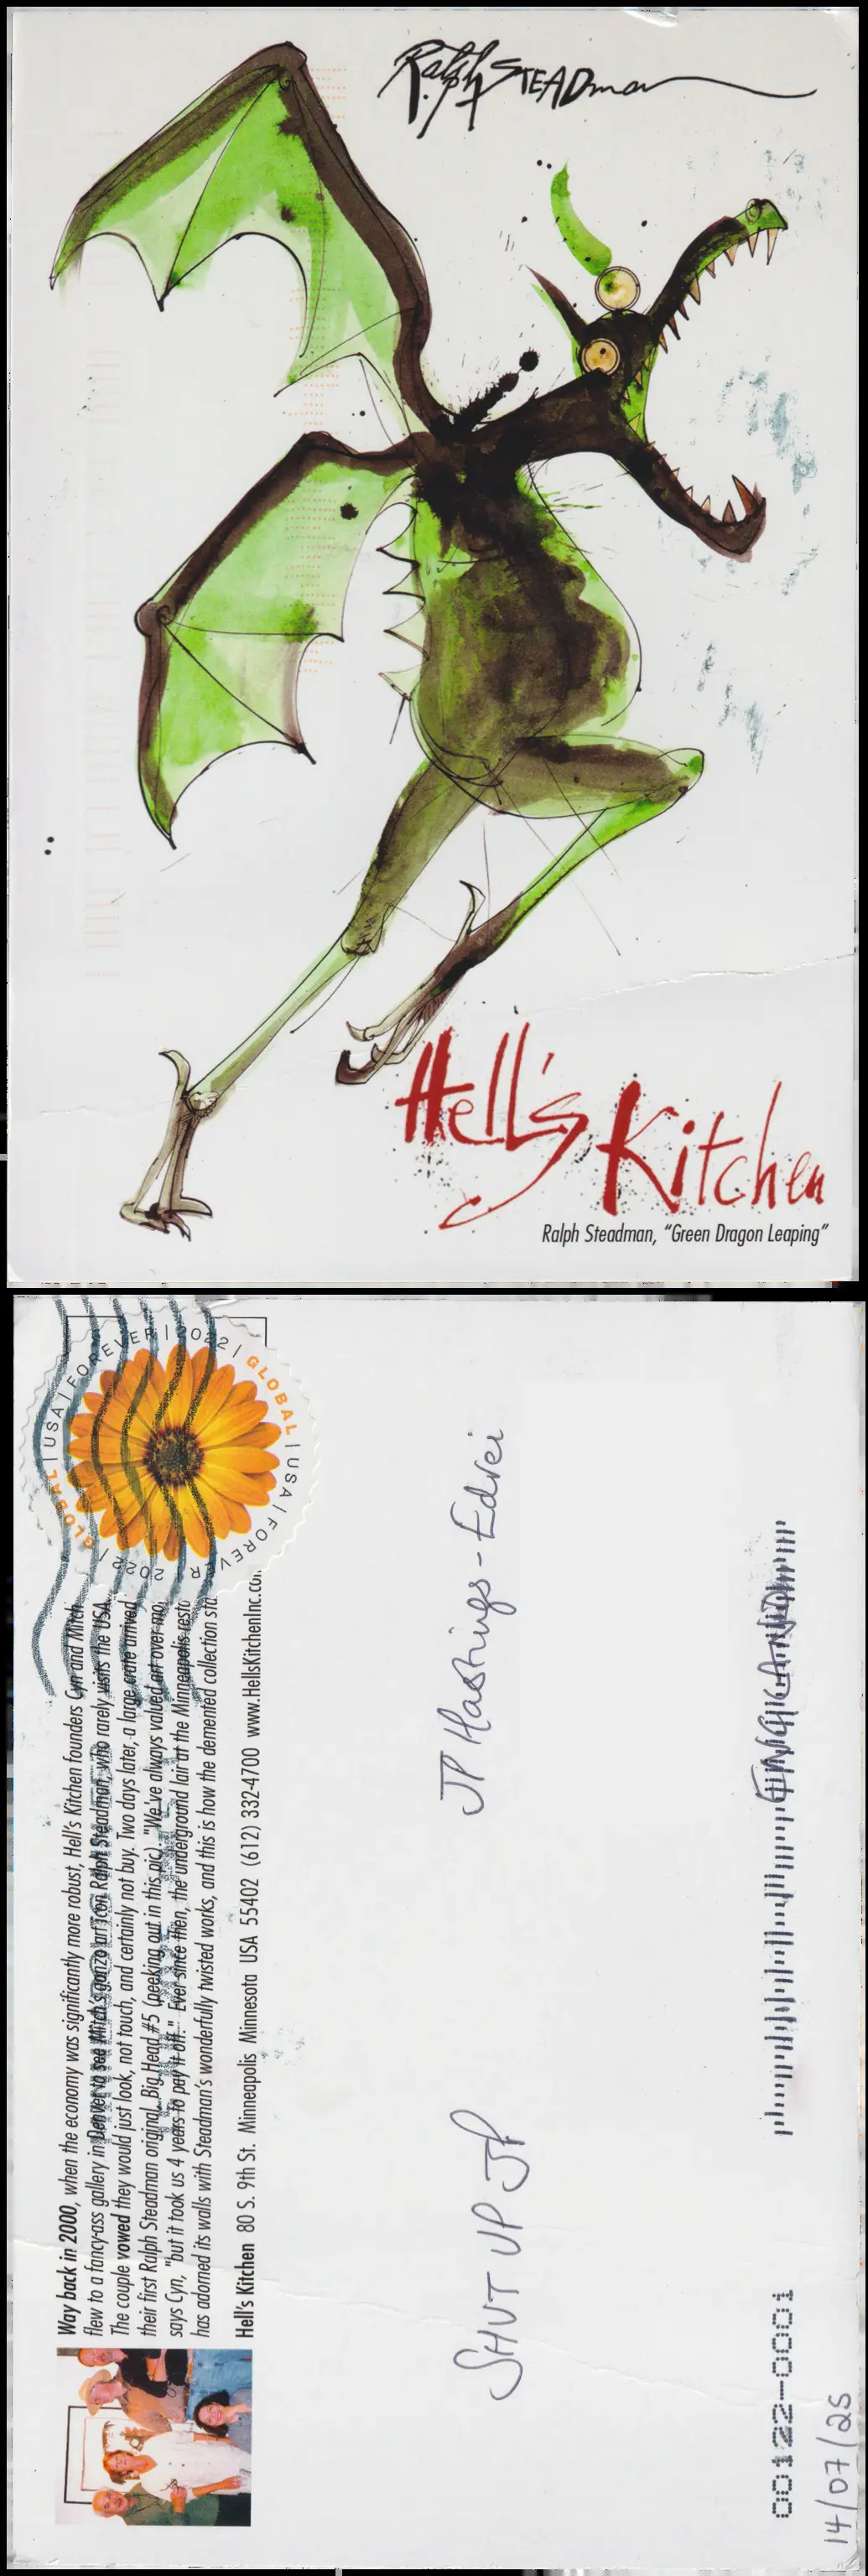 Ralph STEADman
Hell's Kitchen
Ralph Steadman, “Green Dragon Leaping”
GLOBAL | USA | FOREVER | 2022 | GLOBAL | USA | FOREV R 2022 |
Way back in 2000, when the economy was significantly more robust, Hell's Kitchen founders Cyn and Mitch
flew to a fancy-ass gallery in Denver to see Mitch's gonzo art icon Ralph Steadman, who rarely visits the USA.
The couple vowed they would just look, not touch, and certainly not buy. Two days later, a large crate arrived:
their first Ralph Steadman original, Big Head #5 (peeking out in this pic). "We've always valued art over mo
says Cyn, "but it took us 4 years to pay it off." Ever since then, the underground lair at the Minneapolis resta
has adorned its walls with Steadman's wonderfully twisted works, and this is how the demented collection sta
Hell's Kitchen 80 S. 9th St. Minneapolis Minnesota USA 55402 (612) 332-4700 www.HellsKitchenInc.com
JP Hastings-Edrei
SHUT UP JP
ENGLAND
00122-0001
14/07/25